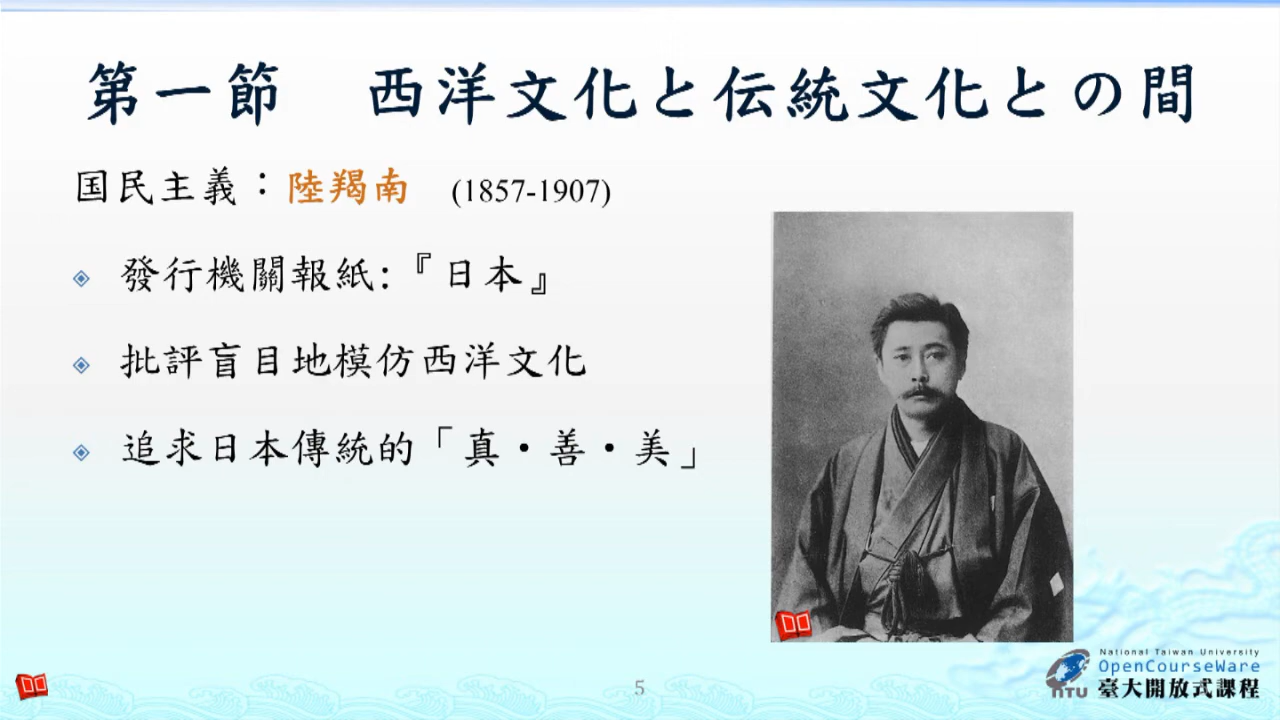 第一節　西洋文化と伝統文化との間
国民主義：陸羯南　(1857-1907)
發行機關報紙:『日本』
批評盲目地模仿西洋文化
追求日本傳統的「真・善・美」
5
National Taiwan University
OpenCourseWare
NTU 臺大開放式課程